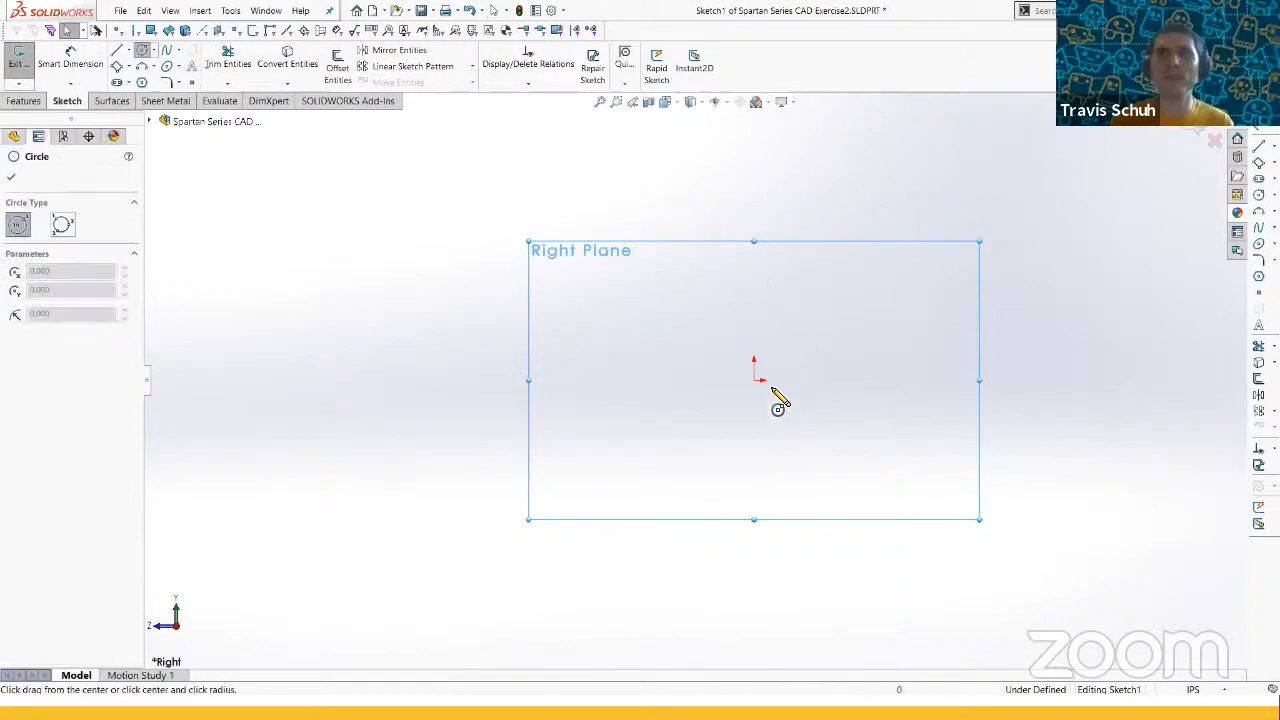 SOLIDWORKS
File Edit View Insert Tools Window Help
Sketch1 of Spartan Series CAD Exercise2.SLDPRT *
Exit ... Smart Dimension
Trim Entities Convert Entities
Offset Entities
Mirror Entities
Linear Sketch Pattern
Move Entities
Display/Delete Relations
Repair Sketch
Qui...
Rapid Sketch
Instant2D
Features Sketch Surfaces Sheet Metal Evaluate DimXpert SOLIDWORKS Add-Ins
Travis Schuh
Spartan Series CAD ...
Circle
Circle Type
Parameters
0.000
0.000
0.000
Right Plane
Y
Z
*Right
zoom
Model Motion Study 1
Click drag from the center or click center and click radius.
0 Under Defined Editing Sketch1 IPS